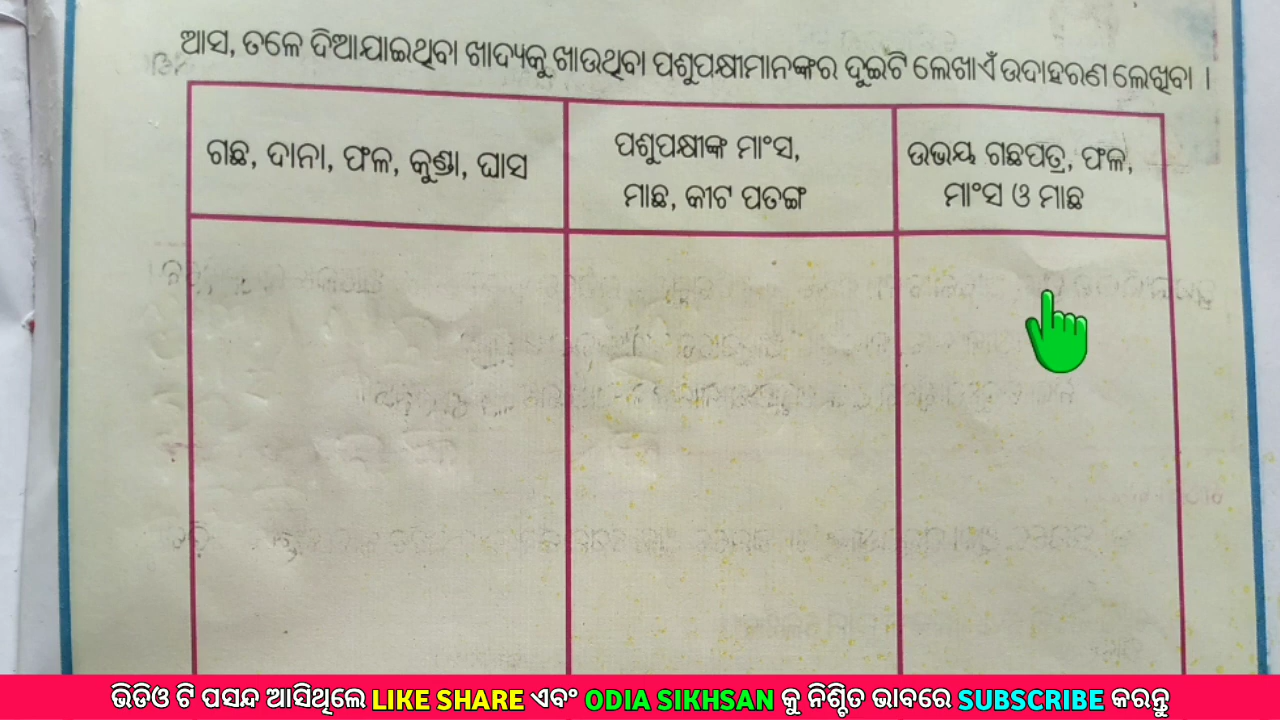 ଆସ, ତଳେ ଦିଆଯାଇଥିବା ଖାଦ୍ୟକୁ ଖାଉଥିବା ପଶୁପକ୍ଷୀମାନଙ୍କର ଦୁଇଟି ଲେଖାଏଁ ଉଦାହରଣ ଲେଖିବା ।
ଗଛ, ଦାନା, ଫଳ, କୁଣ୍ଡା, ଘାସ
ପଶୁପକ୍ଷୀଙ୍କ ମାଂସ,
ମାଛ, କୀଟ ପତଙ୍ଗ
ଉଭୟ ଗଛପତ୍ର, ଫଳ,
ମାଂସ ଓ ମାଛ
ଭିଡିଓ ଟି ପସନ୍ଦ ଆସିଥିଲେ LIKE SHARE ଏବଂ ODIA SIKHSAN କୁ ନିଶ୍ଚିତ ଭାବରେ SUBSCRIBE କରନ୍ତୁ